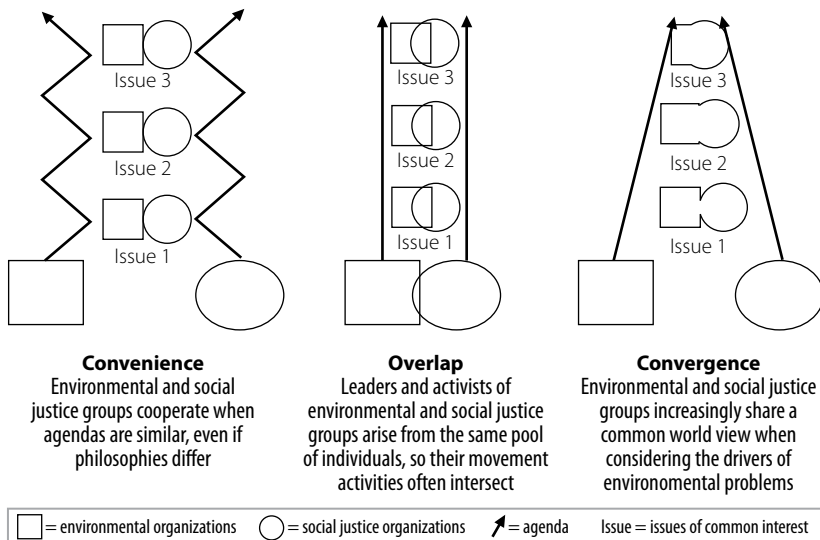 Issue 3
Issue 2
Issue 1
Convenience
Environmental and social
justice groups cooperate when
agendas are similar, even if
philosophies differ
Issue 3
Issue 2
Issue 1
Overlap
Leaders and activists of
environmental and social justice
groups arise from the same pool
of individuals, so their movement
activities often intersect
Issue 3
Issue 2
Issue 1
Convergence
Environmental and social justice
groups increasingly share a
common world view when
considering the drivers of
environomental problems
= environmental organizations = social justice organizations = agenda Issue = issues of common interest